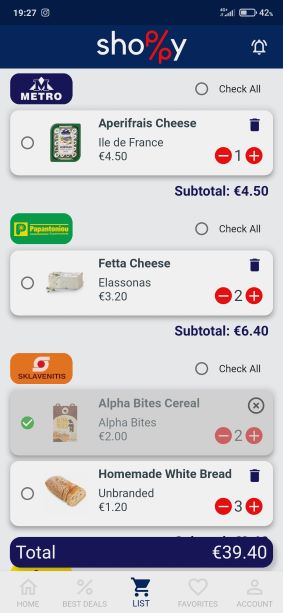 19:27
4G
42%
shoppy
METRO
Check All
Aperifrais Cheese
Ile de France
€4.50
1
Subtotal: €4.50
Papantoniou
Check All
Fetta Cheese
Elassonas
€3.20
2
Subtotal: €6.40
SKLAVENITIS
Check All
Alpha Bites Cereal
Alpha Bites
€2.00
2
Homemade White Bread
Unbranded
€1.20
3
Total €39.40
HOME
BEST DEALS
LIST
FAVORITES
ACCOUNT